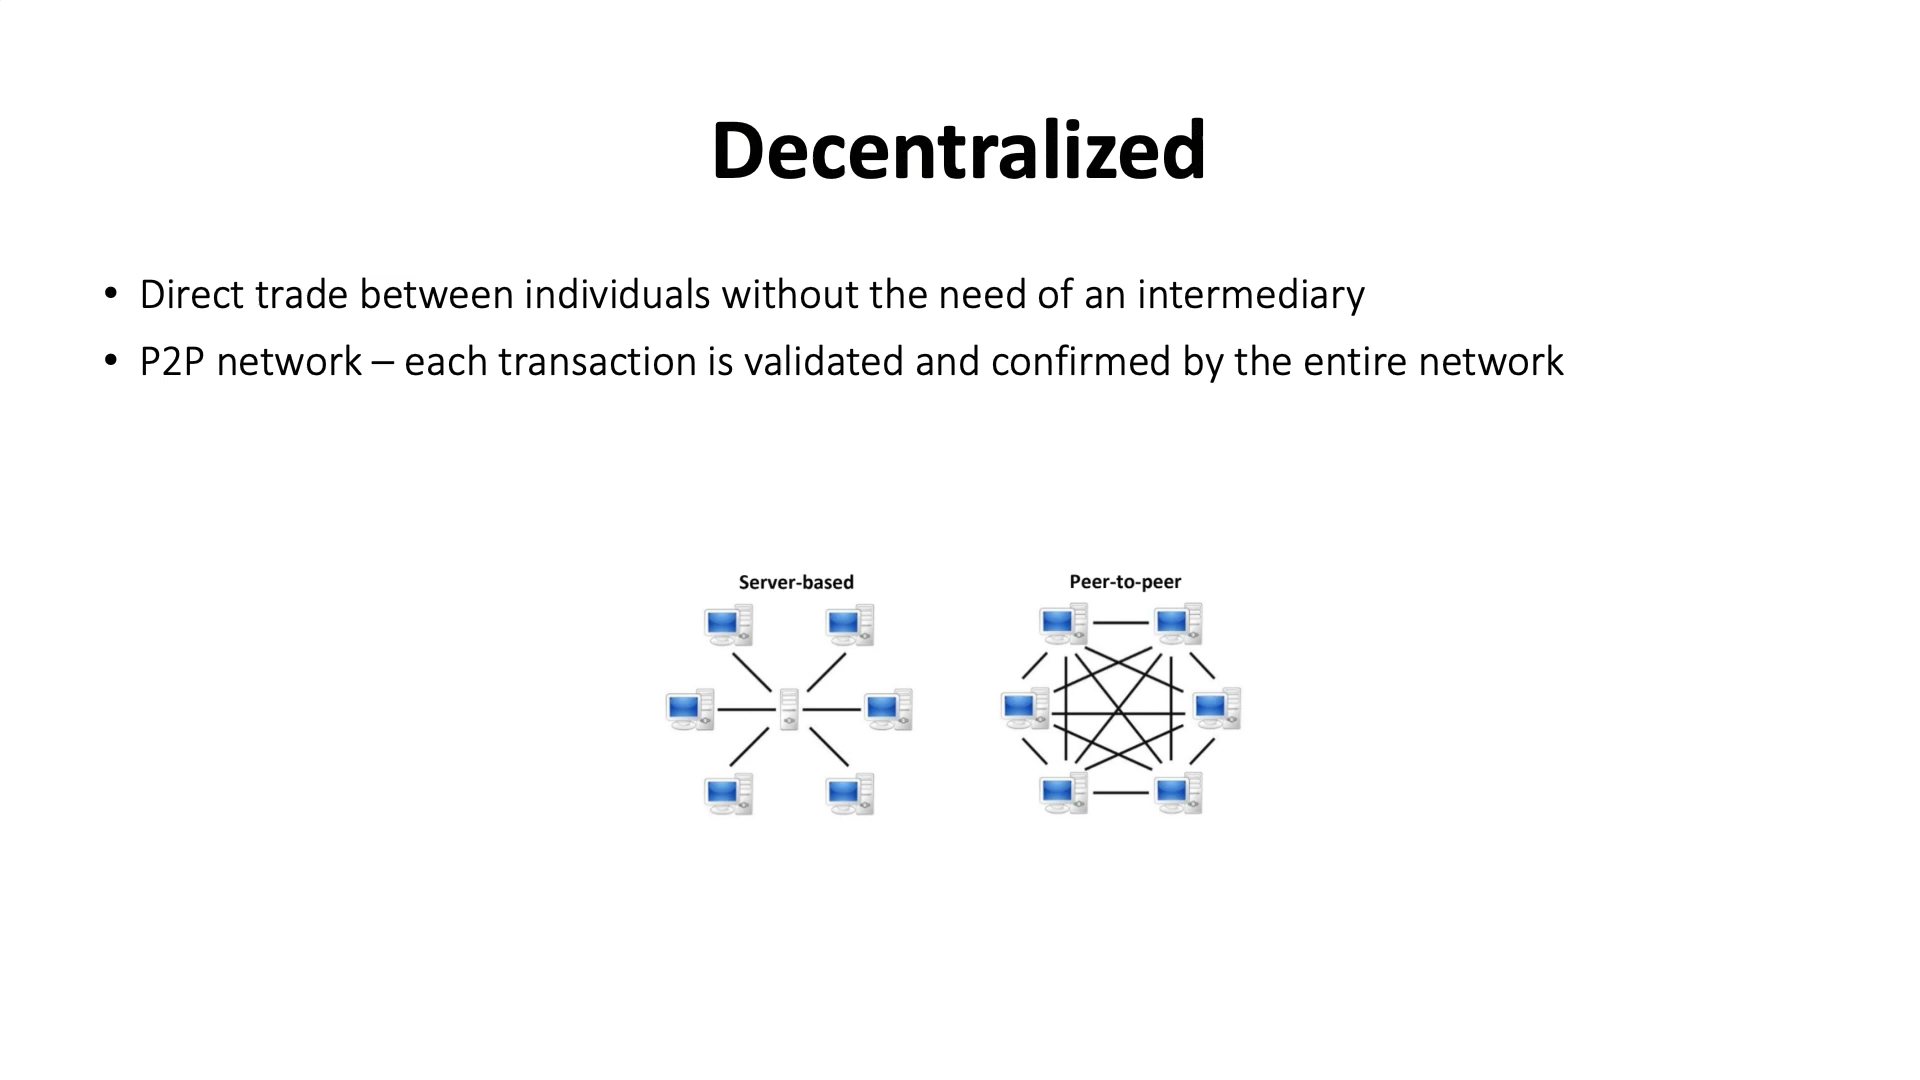 Decentralized
• Direct trade between individuals without the need of an intermediary
• P2P network – each transaction is validated and confirmed by the entire network
Server-based
Peer-to-peer